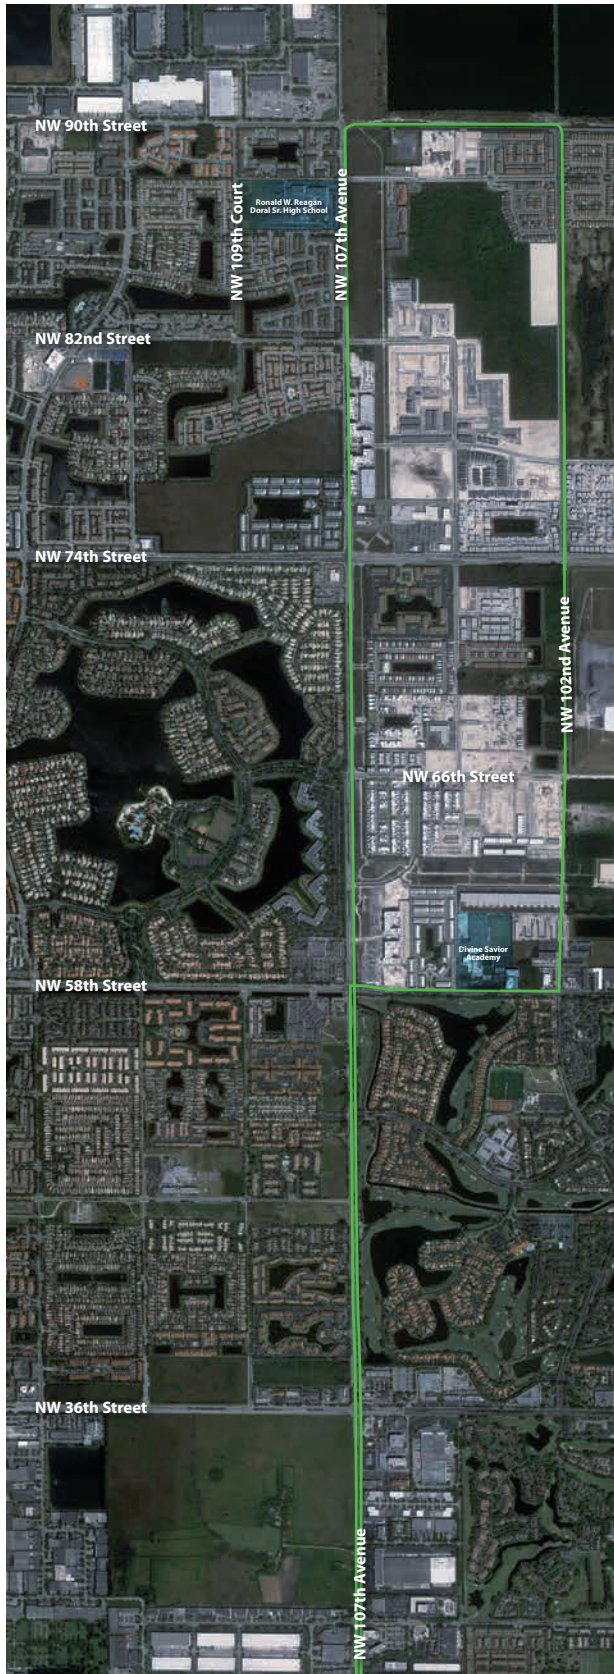 NW 90th Street
NW 109th Court
Ronald W. Reagan
Doral Sr. High School
NW 107th Avenue
NW 82nd Street
NW 74th Street
NW 102nd Avenue
NW 66th Street
Divine Savior
Academy
NW 58th Street
NW 36th Street
NW 107th Avenue